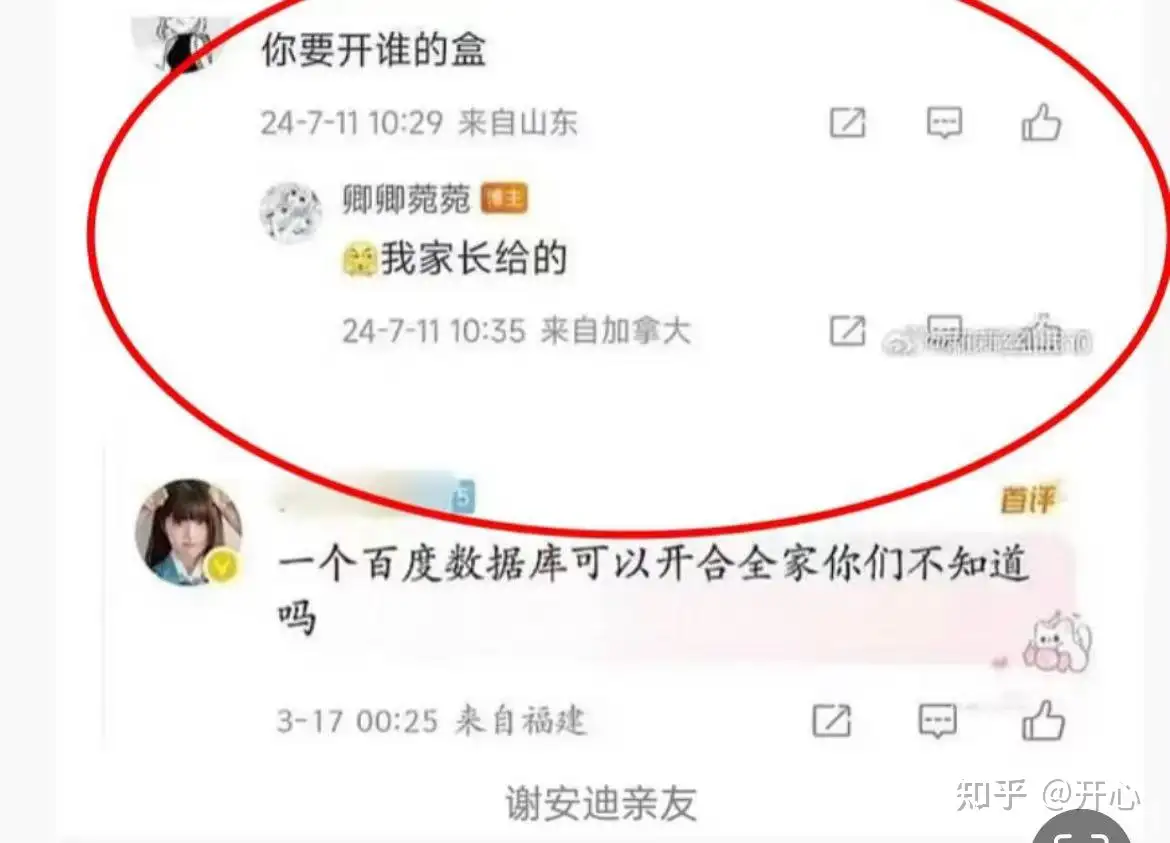 你要开谁的盒
24-7-11 10:29 来自山东
卿卿菀菀 博主
我家长给的
24-7-11 10:35 来自加拿大
5
首评
一个百度数据库可以开合全家你们不知道
吗
3-17 00:25 来自福建
谢安迪亲友
知乎 @开心